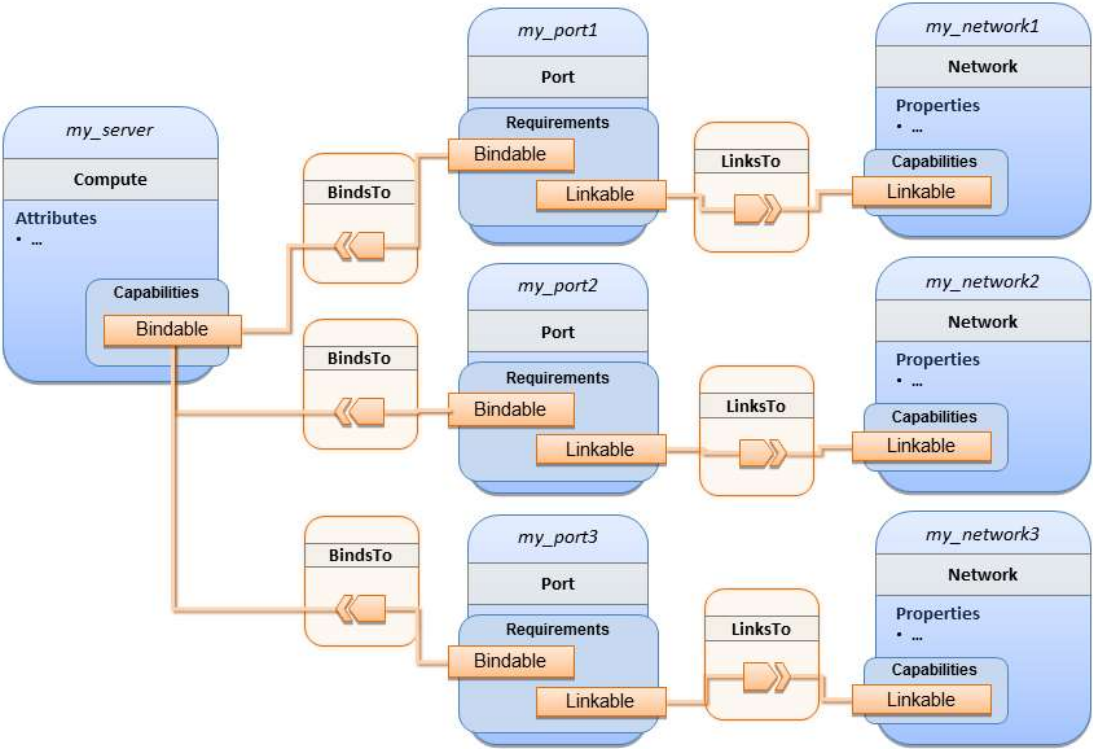 my_server
Compute
Attributes
• ...
Capabilities
Bindable
BindsTo
my_port1
Port
Requirements
Bindable
Linkable
LinksTo
my_network1
Network
Properties
• ...
Capabilities
Linkable
BindsTo
my_port2
Port
Requirements
Bindable
Linkable
LinksTo
my_network2
Network
Properties
• ...
Capabilities
Linkable
BindsTo
my_port3
Port
Requirements
Bindable
Linkable
LinksTo
my_network3
Network
Properties
• ...
Capabilities
Linkable